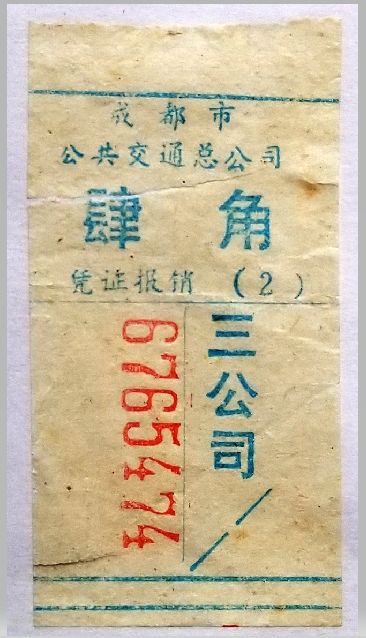 成都市
公共交通总公司
肆角
凭证报销(2)
三公司
6765474